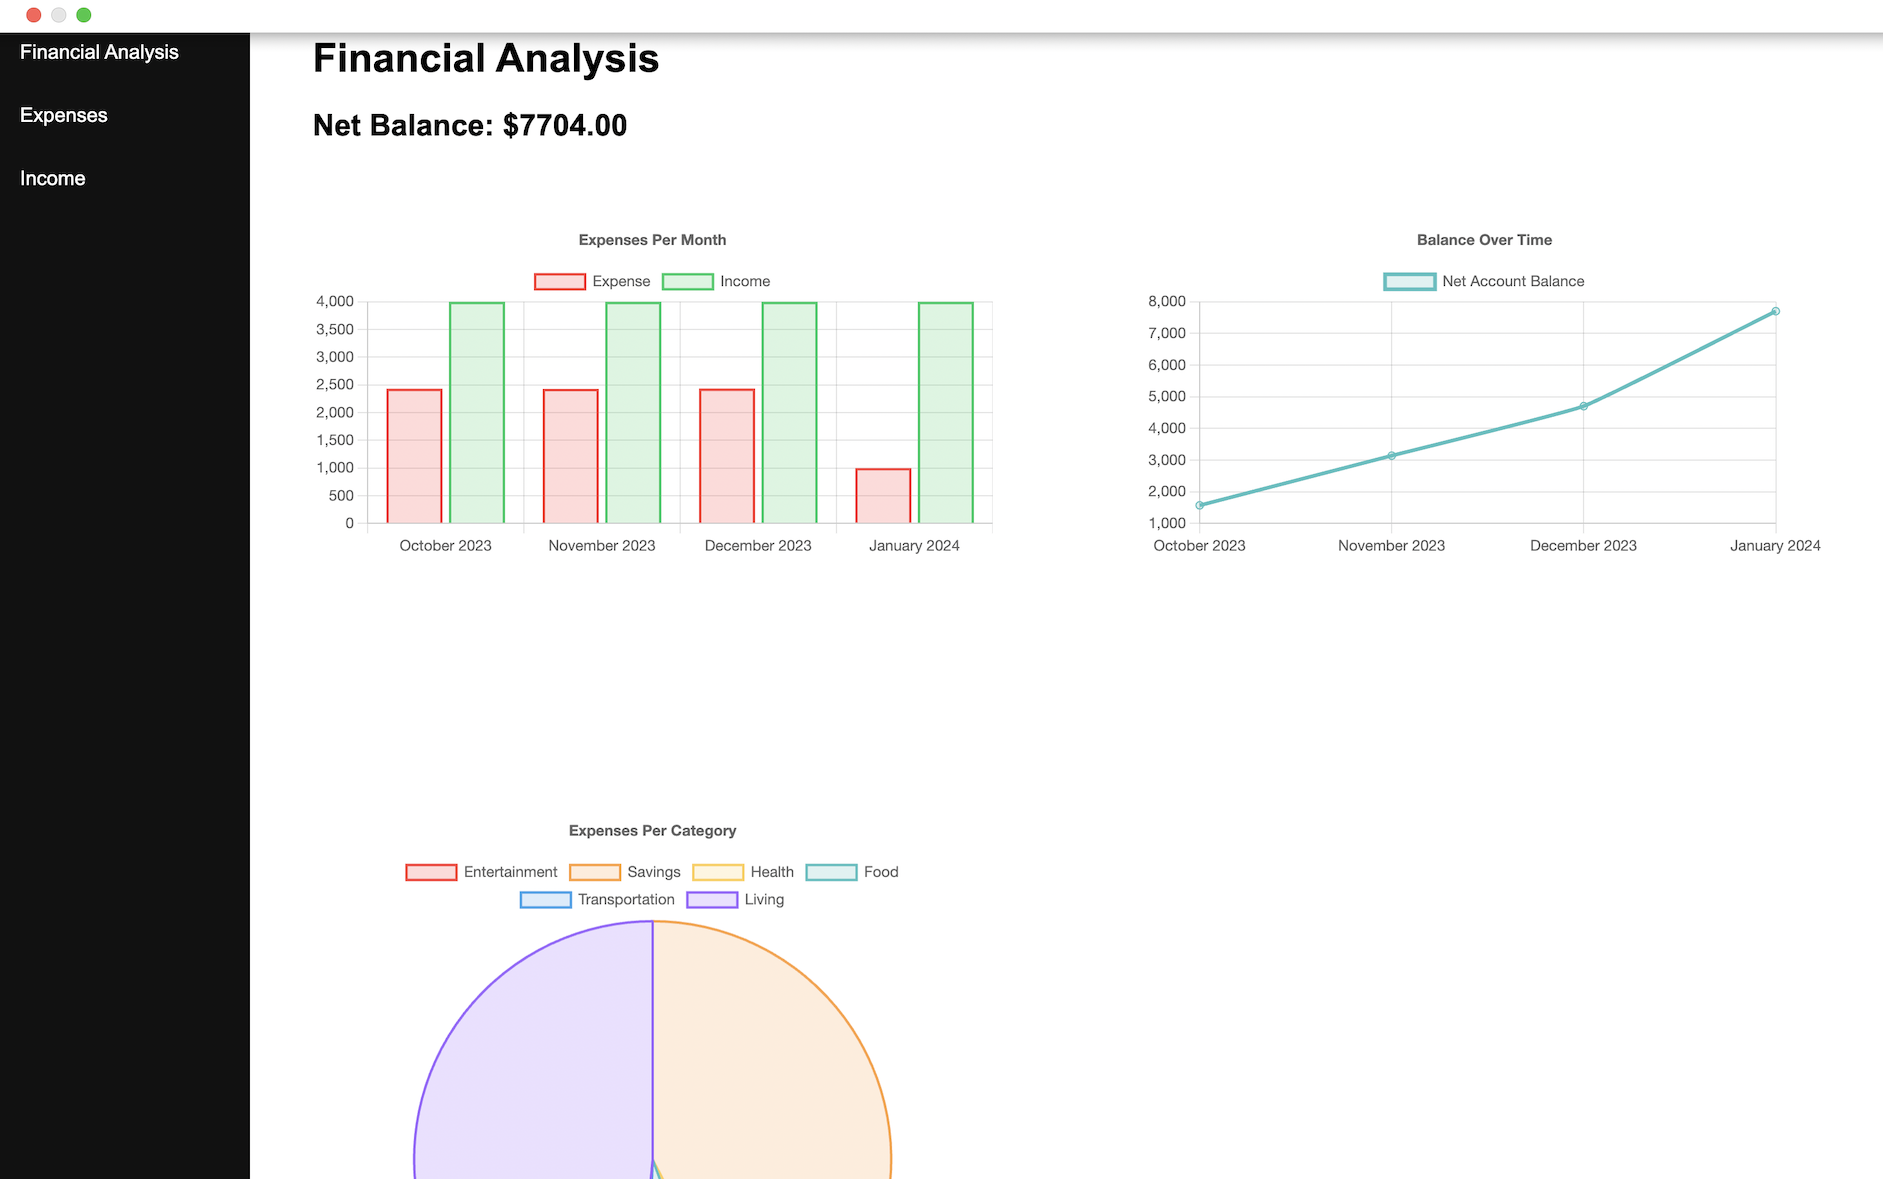 Financial Analysis
Expenses
Income
Financial Analysis
Net Balance: $7704.00
Expenses Per Month
Expense Income
4,000
3,500
3,000
2,500
2,000
1,500
1,000
500
0
October 2023 November 2023 December 2023 January 2024
Balance Over Time
Net Account Balance
8,000
7,000
6,000
5,000
4,000
3,000
2,000
1,000
October 2023 November 2023 December 2023 January 2024
Expenses Per Category
Entertainment Savings Health Food
Transportation Living